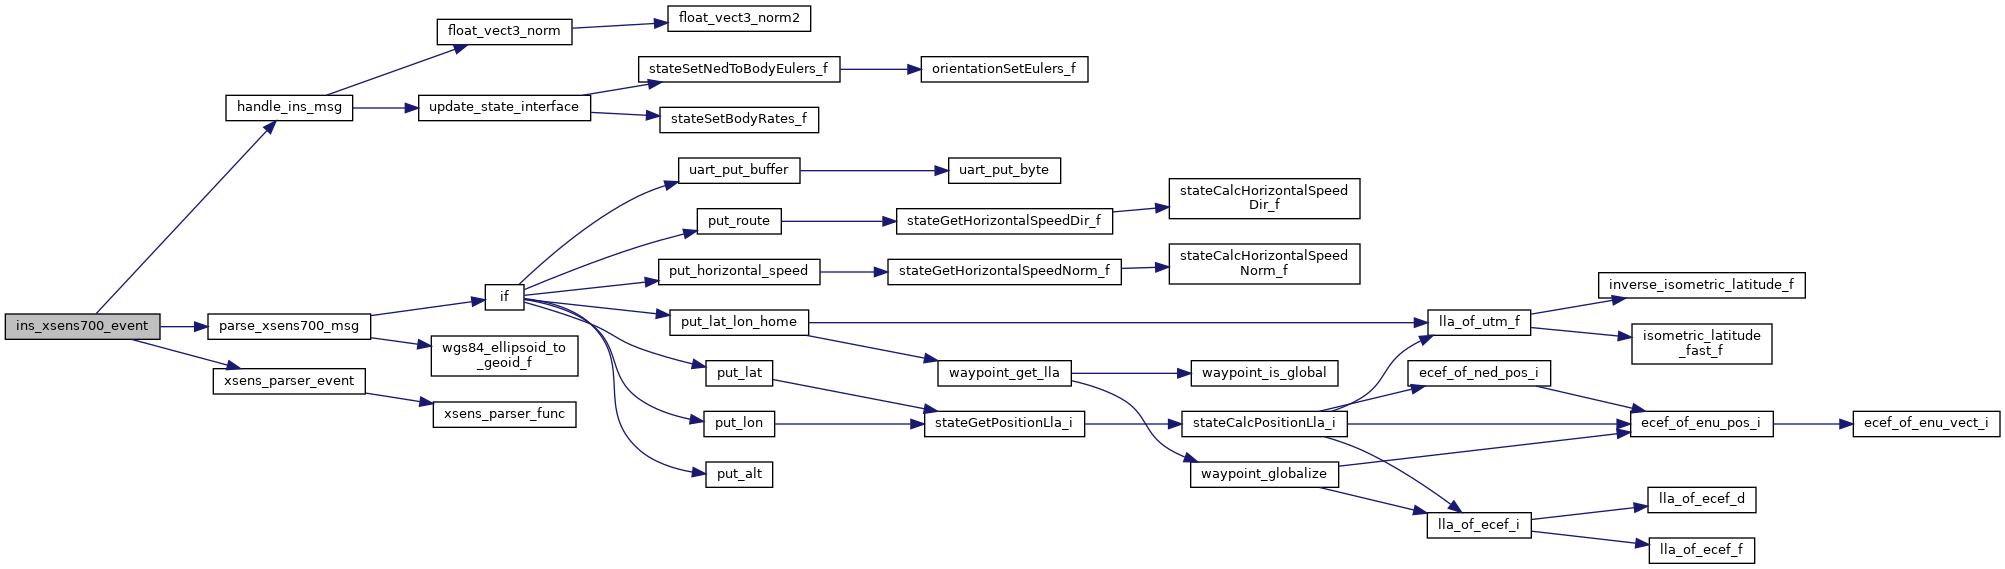 float_vect3_norm2
float_vect3_norm
stateSetNedToBodyEulers_f
orientationSetEulers_f
handle_ins_msg
update_state_interface
stateSetBodyRates_f
uart_put_buffer
uart_put_byte
stateCalcHorizontalSpeed
Dir_f
put_route
stateGetHorizontalSpeedDir_f
put_horizontal_speed
stateGetHorizontalSpeedNorm_f
stateCalcHorizontalSpeed
Norm_f
inverse_isometric_latitude_f
if
ins_xsens700_event
parse_xsens700_msg
put_lat_lon_home
lla_of_utm_f
isometric_latitude
_fast_f
wgs84_ellipsoid_to
_geoid_f
xsens_parser_event
put_lat
waypoint_get_lla
waypoint_is_global
ecef_of_ned_pos_i
xsens_parser_func
put_lon
stateGetPositionLla_i
stateCalcPositionLla_i
ecef_of_enu_pos_i
ecef_of_enu_vect_i
put_alt
waypoint_globalize
lla_of_ecef_d
lla_of_ecef_i
lla_of_ecef_f